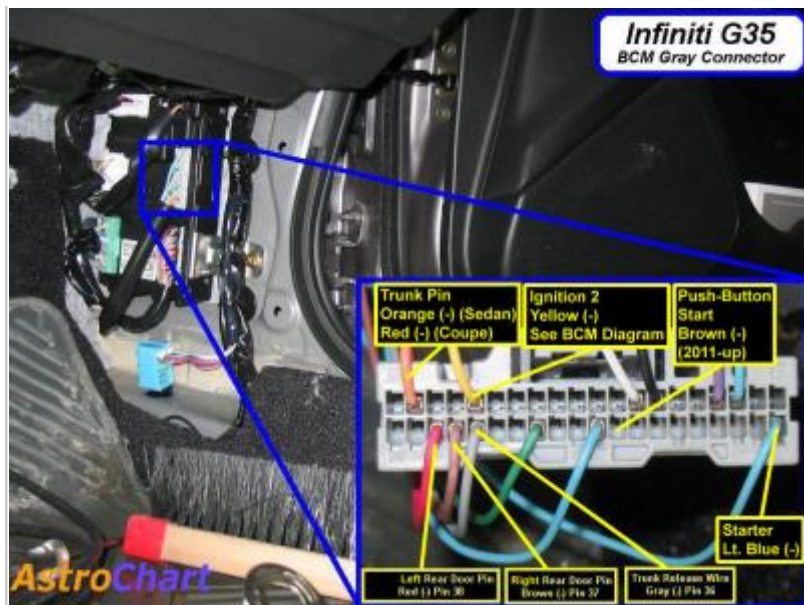 Infiniti G35
BCM Gray Connector
Trunk Pin
Orange (-) (Sedan)
Red (-) (Coupe)
Ignition 2
Yellow (-)
See BCM Diagram
Push-Button
Start
Brown (-)
(2011-up)
Starter
Lt. Blue (-)
Left Rear Door Pin
Red (-) Pin 38
Right Rear Door Pin
Brown (-) Pin 37
Trunk Release Wire
Gray (-) Pin 36
AstroChart